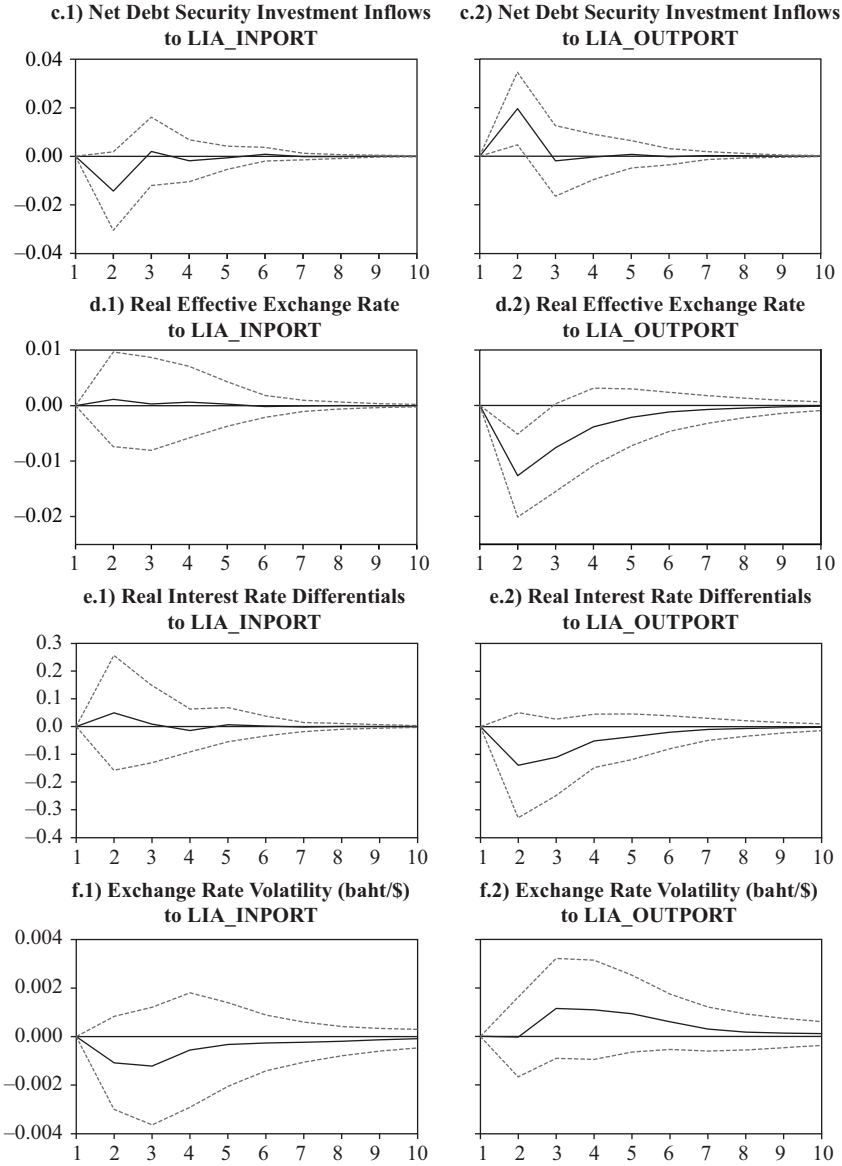 c.1) Net Debt Security Investment Inflows
to LIA_INPORT
c.2) Net Debt Security Investment Inflows
to LIA_OUTPORT
0.04
0.02
0.00
–0.02
–0.04
1 2 3 4 5 6 7 8 9 10
1 2 3 4 5 6 7 8 9 10
d.1) Real Effective Exchange Rate
to LIA_INPORT
d.2) Real Effective Exchange Rate
to LIA_OUTPORT
0.01
0.00
–0.01
–0.02
1 2 3 4 5 6 7 8 9 10
1 2 3 4 5 6 7 8 9 10
e.1) Real Interest Rate Differentials
to LIA_INPORT
e.2) Real Interest Rate Differentials
to LIA_OUTPORT
0.3
0.2
0.1
0.0
–0.1
–0.2
–0.3
–0.4
1 2 3 4 5 6 7 8 9 10
1 2 3 4 5 6 7 8 9 10
f.1) Exchange Rate Volatility (baht/$)
to LIA_INPORT
f.2) Exchange Rate Volatility (baht/$)
to LIA_OUTPORT
0.004
0.002
0.000
–0.002
–0.004
1 2 3 4 5 6 7 8 9 10
1 2 3 4 5 6 7 8 9 10